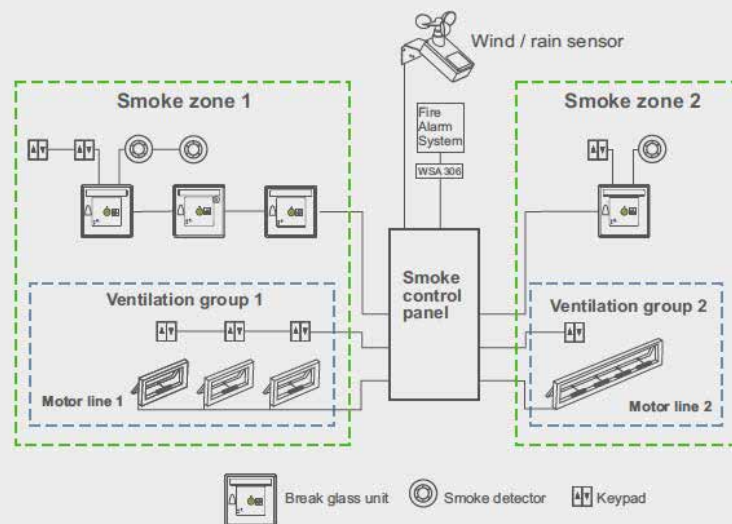 Wind / rain sensor
Smoke zone 1
Smoke zone 2
Fire
Alarm
System
WSA 306
Smoke
control
panel
Ventilation group 1
Ventilation group 2
Motor line 1
Motor line 2
Break glass unit
Smoke detector
Keypad